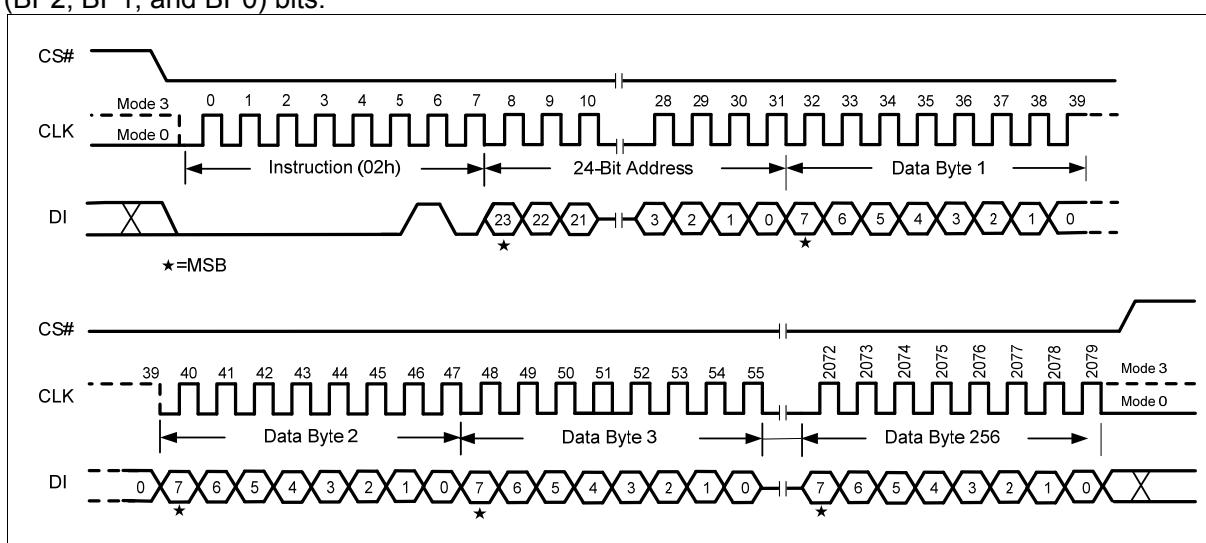 (BP2, BP1, and BP0) bits.
CS#
Mode 3
0 1 2 3 4 5 6 7 8 9 10 28 29 30 31 32 33 34 35 36 37 38 39
CLK
Mode 0
Instruction (02h) 24-Bit Address Data Byte 1
DI
23 22 21 3 2 1 0 7 6 5 4 3 2 1 0
★ ★
★=MSB
CS#
39 40 41 42 43 44 45 46 47 48 49 50 51 52 53 54 55 2072 2073 2074 2075 2076 2077 2078 2079
Mode 3
CLK
Mode 0
Data Byte 2 Data Byte 3 Data Byte 256
DI
0 7 6 5 4 3 2 1 0 7 6 5 4 3 2 1 0 7 6 5 4 3 2 1 0
★ ★ ★